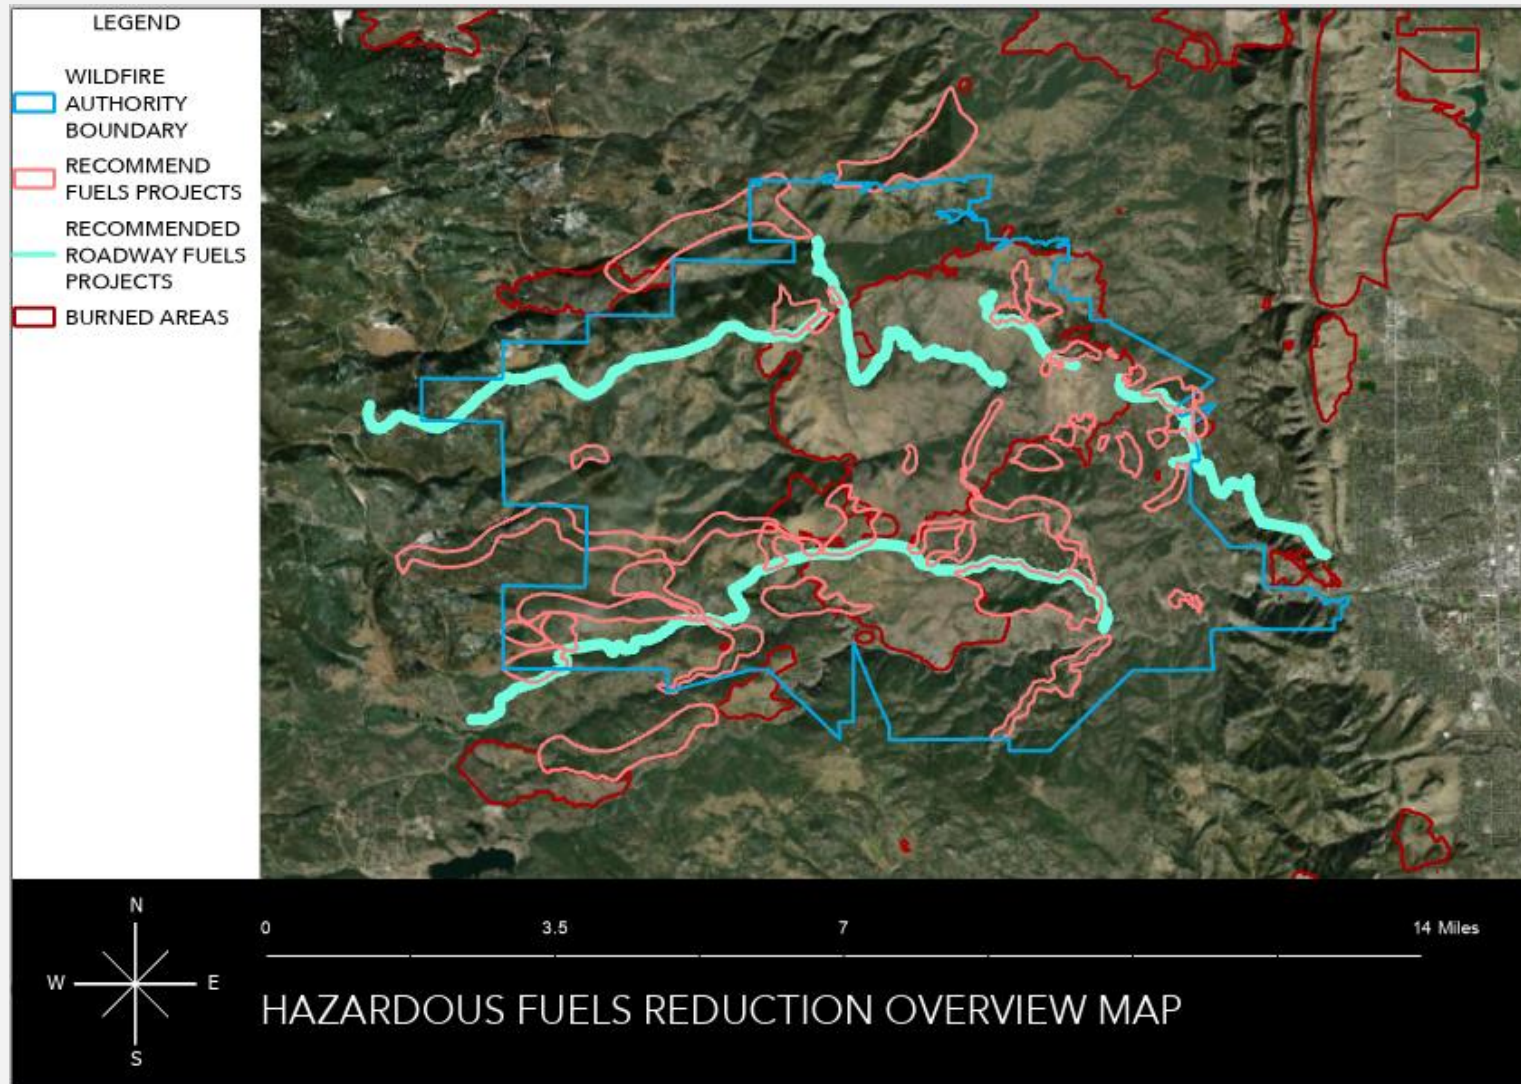 LEGEND
WILDFIRE
AUTHORITY
BOUNDARY
RECOMMEND
FUELS PROJECTS
RECOMMENDED
ROADWAY FUELS
PROJECTS
BURNED AREAS
N
W E
S
0 3.5 7 14 Miles
HAZARDOUS FUELS REDUCTION OVERVIEW MAP